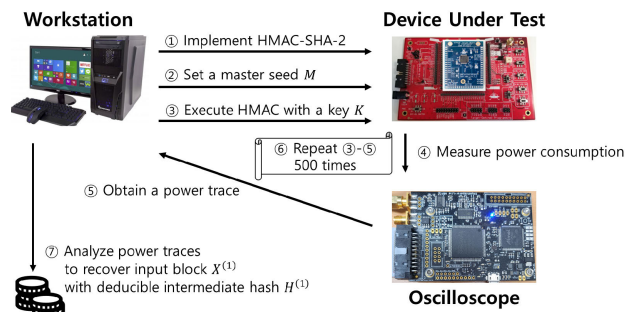 Workstation
Device Under Test
① Implement HMAC-SHA-2
② Set a master seed M
③ Execute HMAC with a key K
⑥ Repeat ③-⑤
500 times
④ Measure power consumption
⑤ Obtain a power trace
⑦ Analyze power traces
to recover input block X⁽¹⁾
with deducible intermediate hash H⁽¹⁾
Oscilloscope